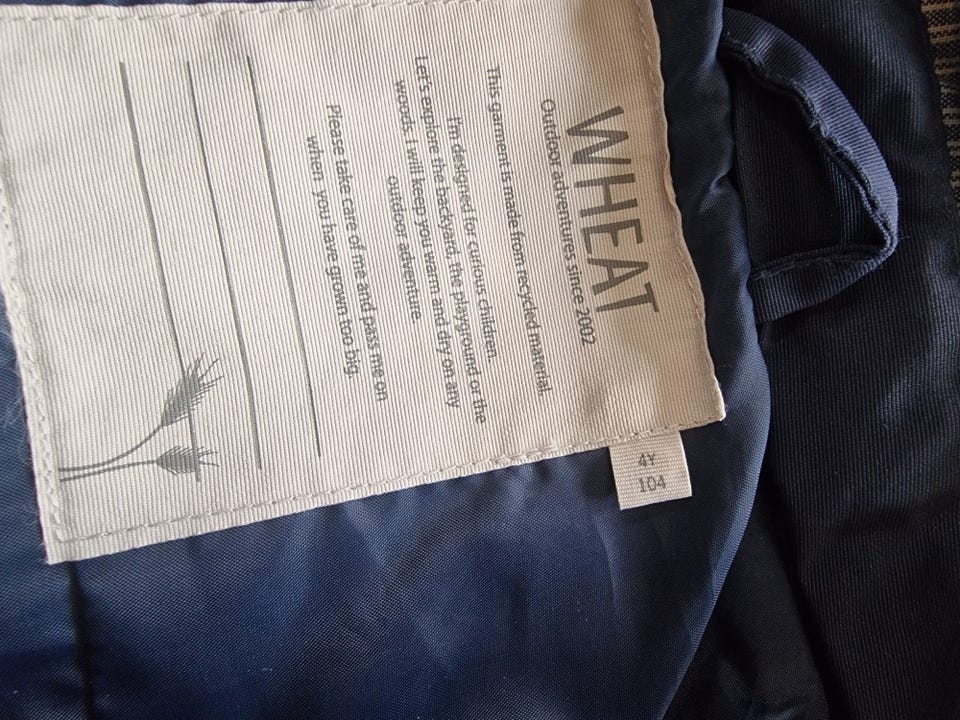 WHEAT
Outdoor adventures since 2002
This garment is made from recycled material.
I'm designed for curious children.
Let's explore the backyard, the playground or the
woods. I will keep you warm and dry on any
outdoor adventure.
Please take care of me and pass me on
when you have grown too big.
4Y
104